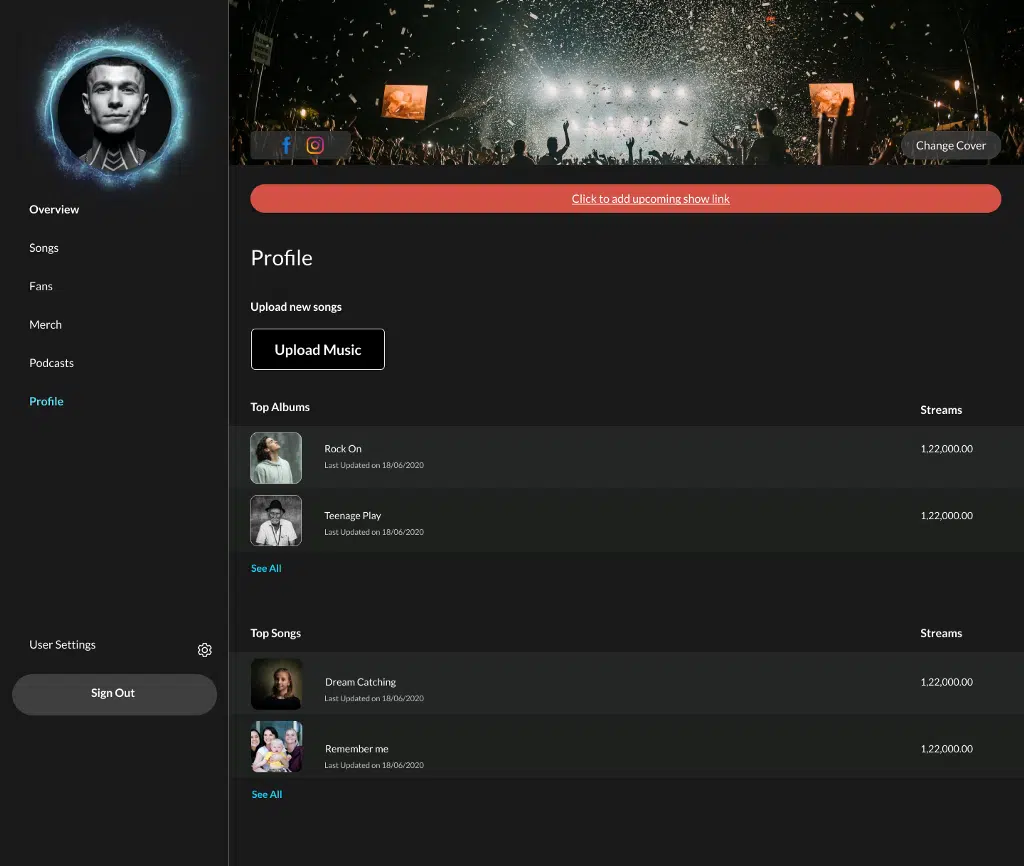 Overview
Songs
Fans
Merch
Podcasts
Profile
User Settings
Sign Out
Change Cover
Click to add upcoming show link
Profile
Upload new songs
Upload Music
Top Albums
Streams
Rock On
1,22,000.00
Last Updated on 18/06/2020
Teenage Play
1,22,000.00
Last Updated on 18/06/2020
See All
Top Songs
Streams
Dream Catching
1,22,000.00
Last Updated on 18/06/2020
Remember me
1,22,000.00
Last Updated on 18/06/2020
See All